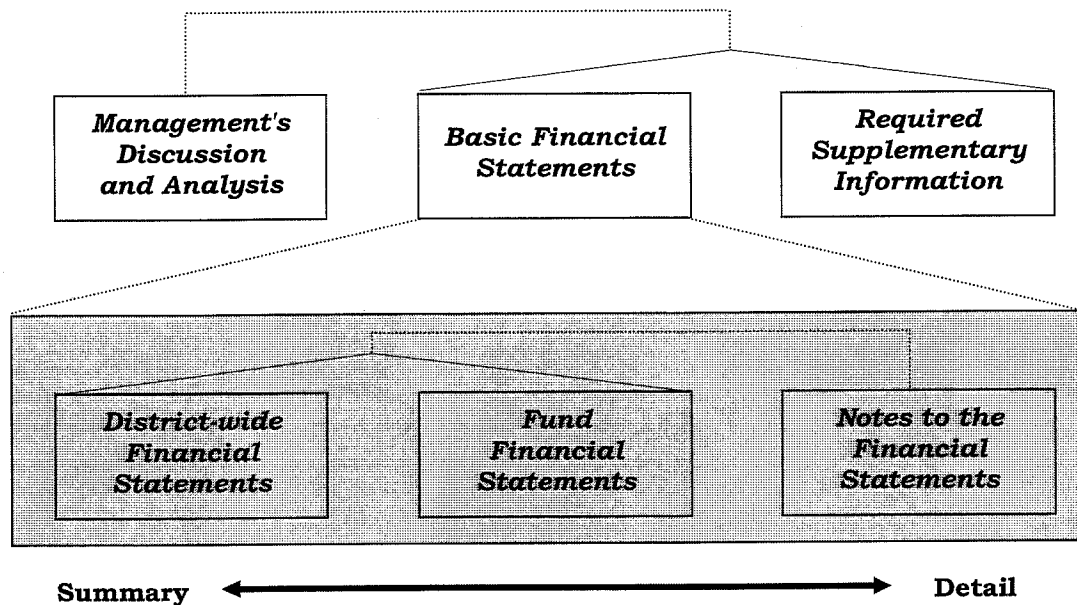 Management's
Discussion
and Analysis
Basic Financial
Statements
Required
Supplementary
Information
District-wide
Financial
Statements
Fund
Financial
Statements
Notes to the
Financial
Statements
Summary
Detail